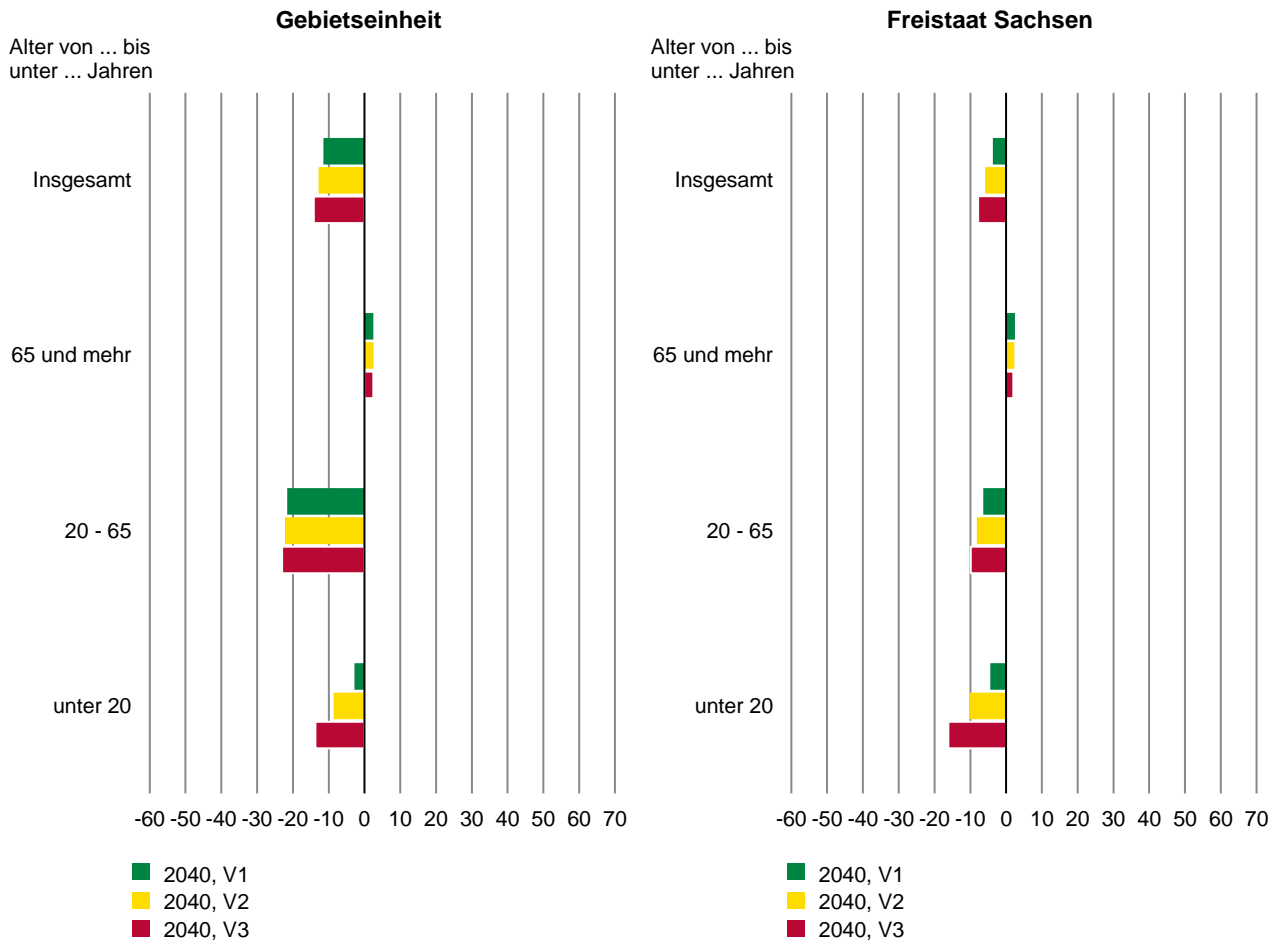 Gebietseinheit
Alter von ... bis
unter ... Jahren
Insgesamt
65 und mehr
20 - 65
unter 20
-60 -50 -40 -30 -20 -10 0 10 20 30 40 50 60 70
2040, V1
2040, V2
2040, V3
Freistaat Sachsen
Alter von ... bis
unter ... Jahren
Insgesamt
65 und mehr
20 - 65
unter 20
-60 -50 -40 -30 -20 -10 0 10 20 30 40 50 60 70
2040, V1
2040, V2
2040, V3